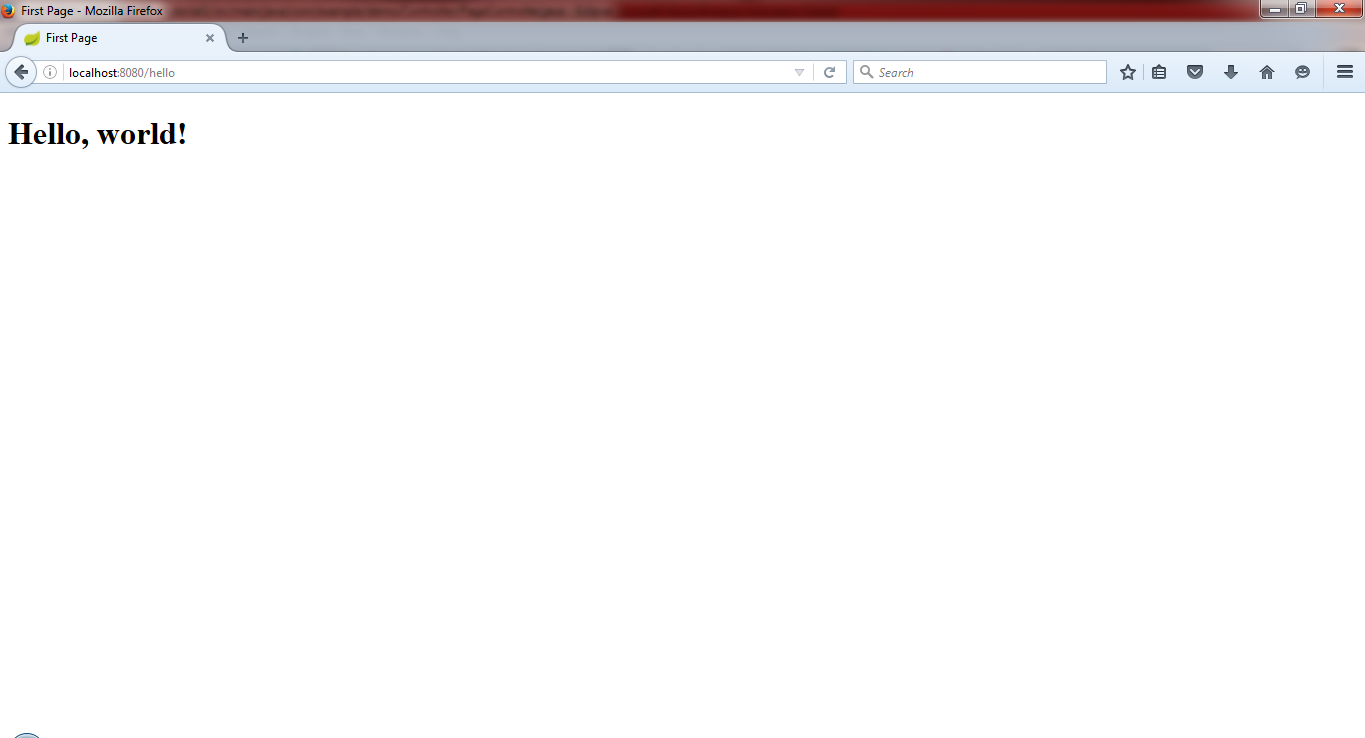 First Page - Mozilla Firefox
First Page
localhost:8080/hello
Search
Hello, world!